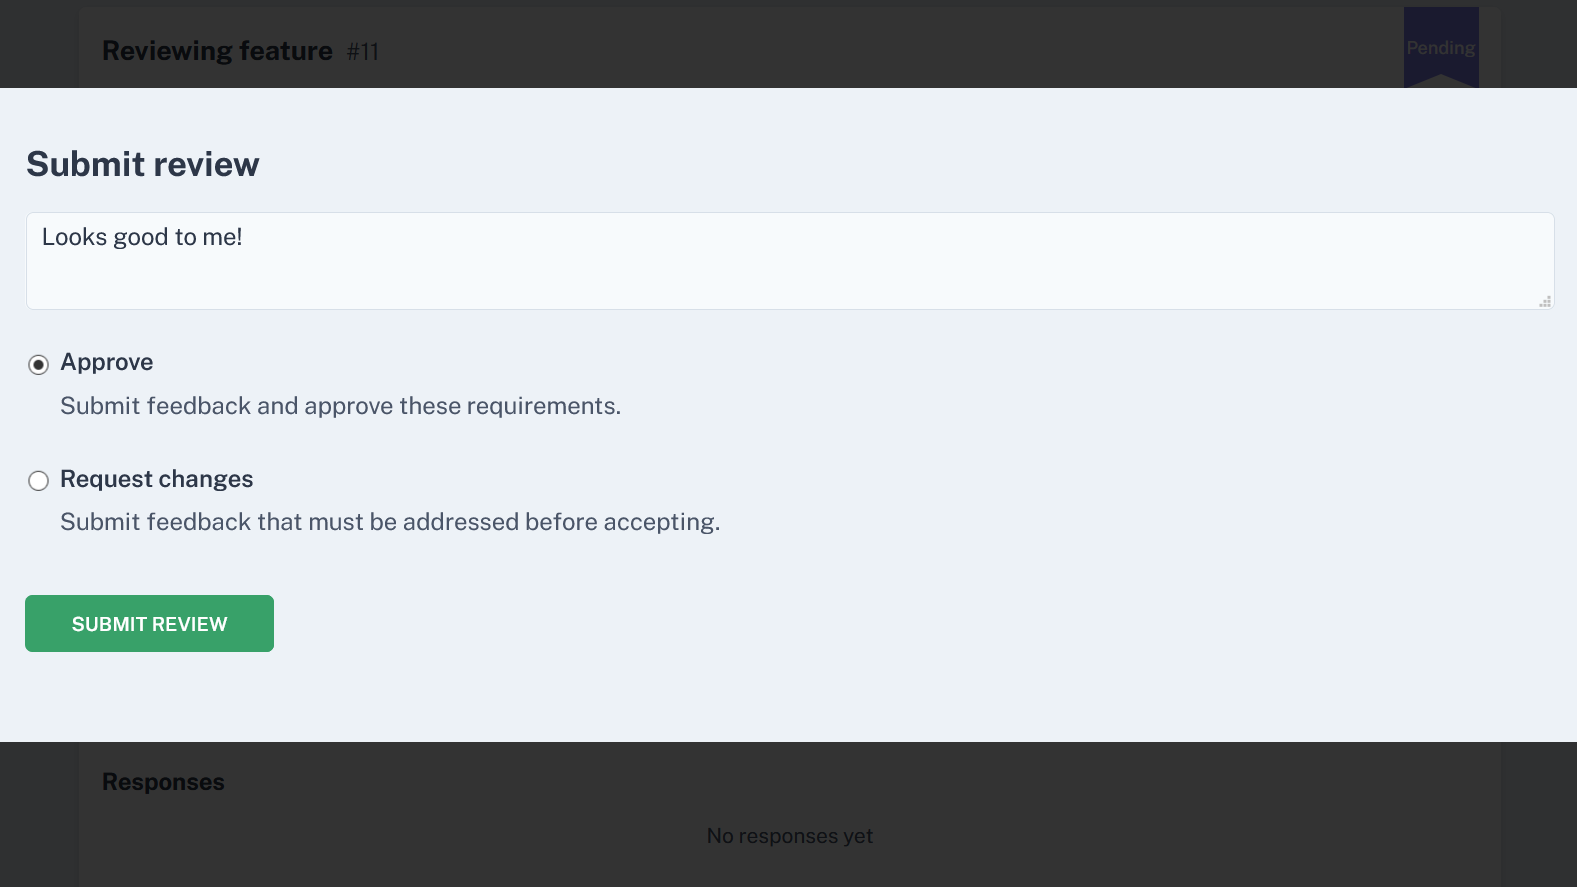 Reviewing feature #11
Pending
Submit review
Looks good to me!
Approve
Submit feedback and approve these requirements.
Request changes
Submit feedback that must be addressed before accepting.
SUBMIT REVIEW
Responses
No responses yet